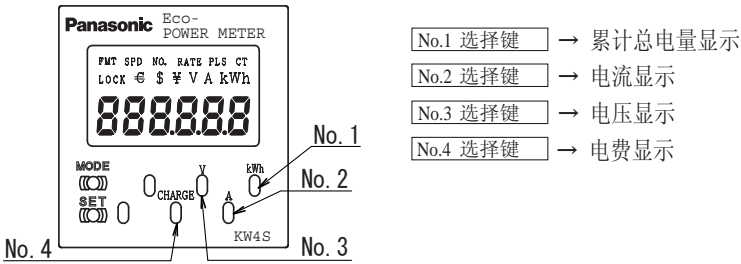 Panasonic Eco-POWER METER
FMT SPD NO. RATE PLS CT
LOCK € $ ¥ V A kWh
888888
MODE
SET
CHARGE
V
kWh
A
KW4S
No. 1
No. 2
No. 3
No. 4
No.1 选择键 → 累计总电量显示
No.2 选择键 → 电流显示
No.3 选择键 → 电压显示
No.4 选择键 → 电费显示